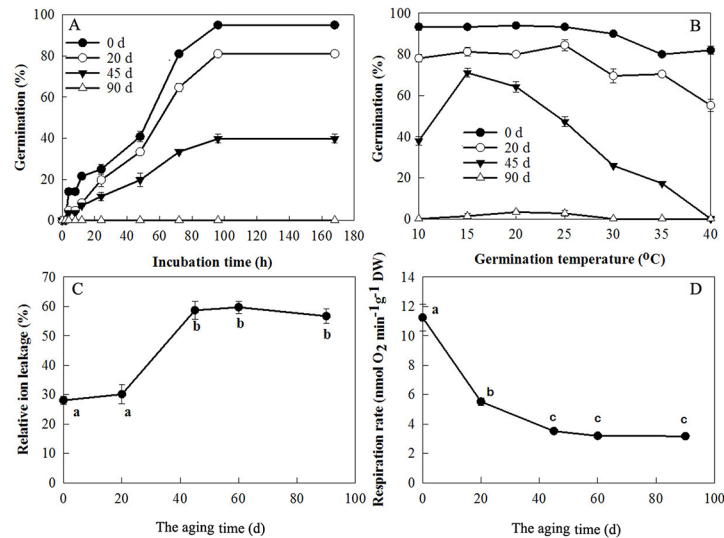 A
0 d
20 d
45 d
90 d
Germination (%)
100
80
60
40
20
0
0 20 40 60 80 100 120 140 160 180
Incubation time (h)
B
0 d
20 d
45 d
90 d
Germination (%)
100
80
60
40
20
0
10 15 20 25 30 35 40
Germination temperature (°C)
C
Relative ion leakage (%)
70
60
50
40
30
20
10
0
a
a
b
b
b
0 20 40 60 80 100
The aging time (d)
D
Respiration rate (nmol O2 min⁻¹g⁻¹ DW)
14
12
10
8
6
4
2
0
a
b
c
c
c
0 20 40 60 80 100
The aging time (d)